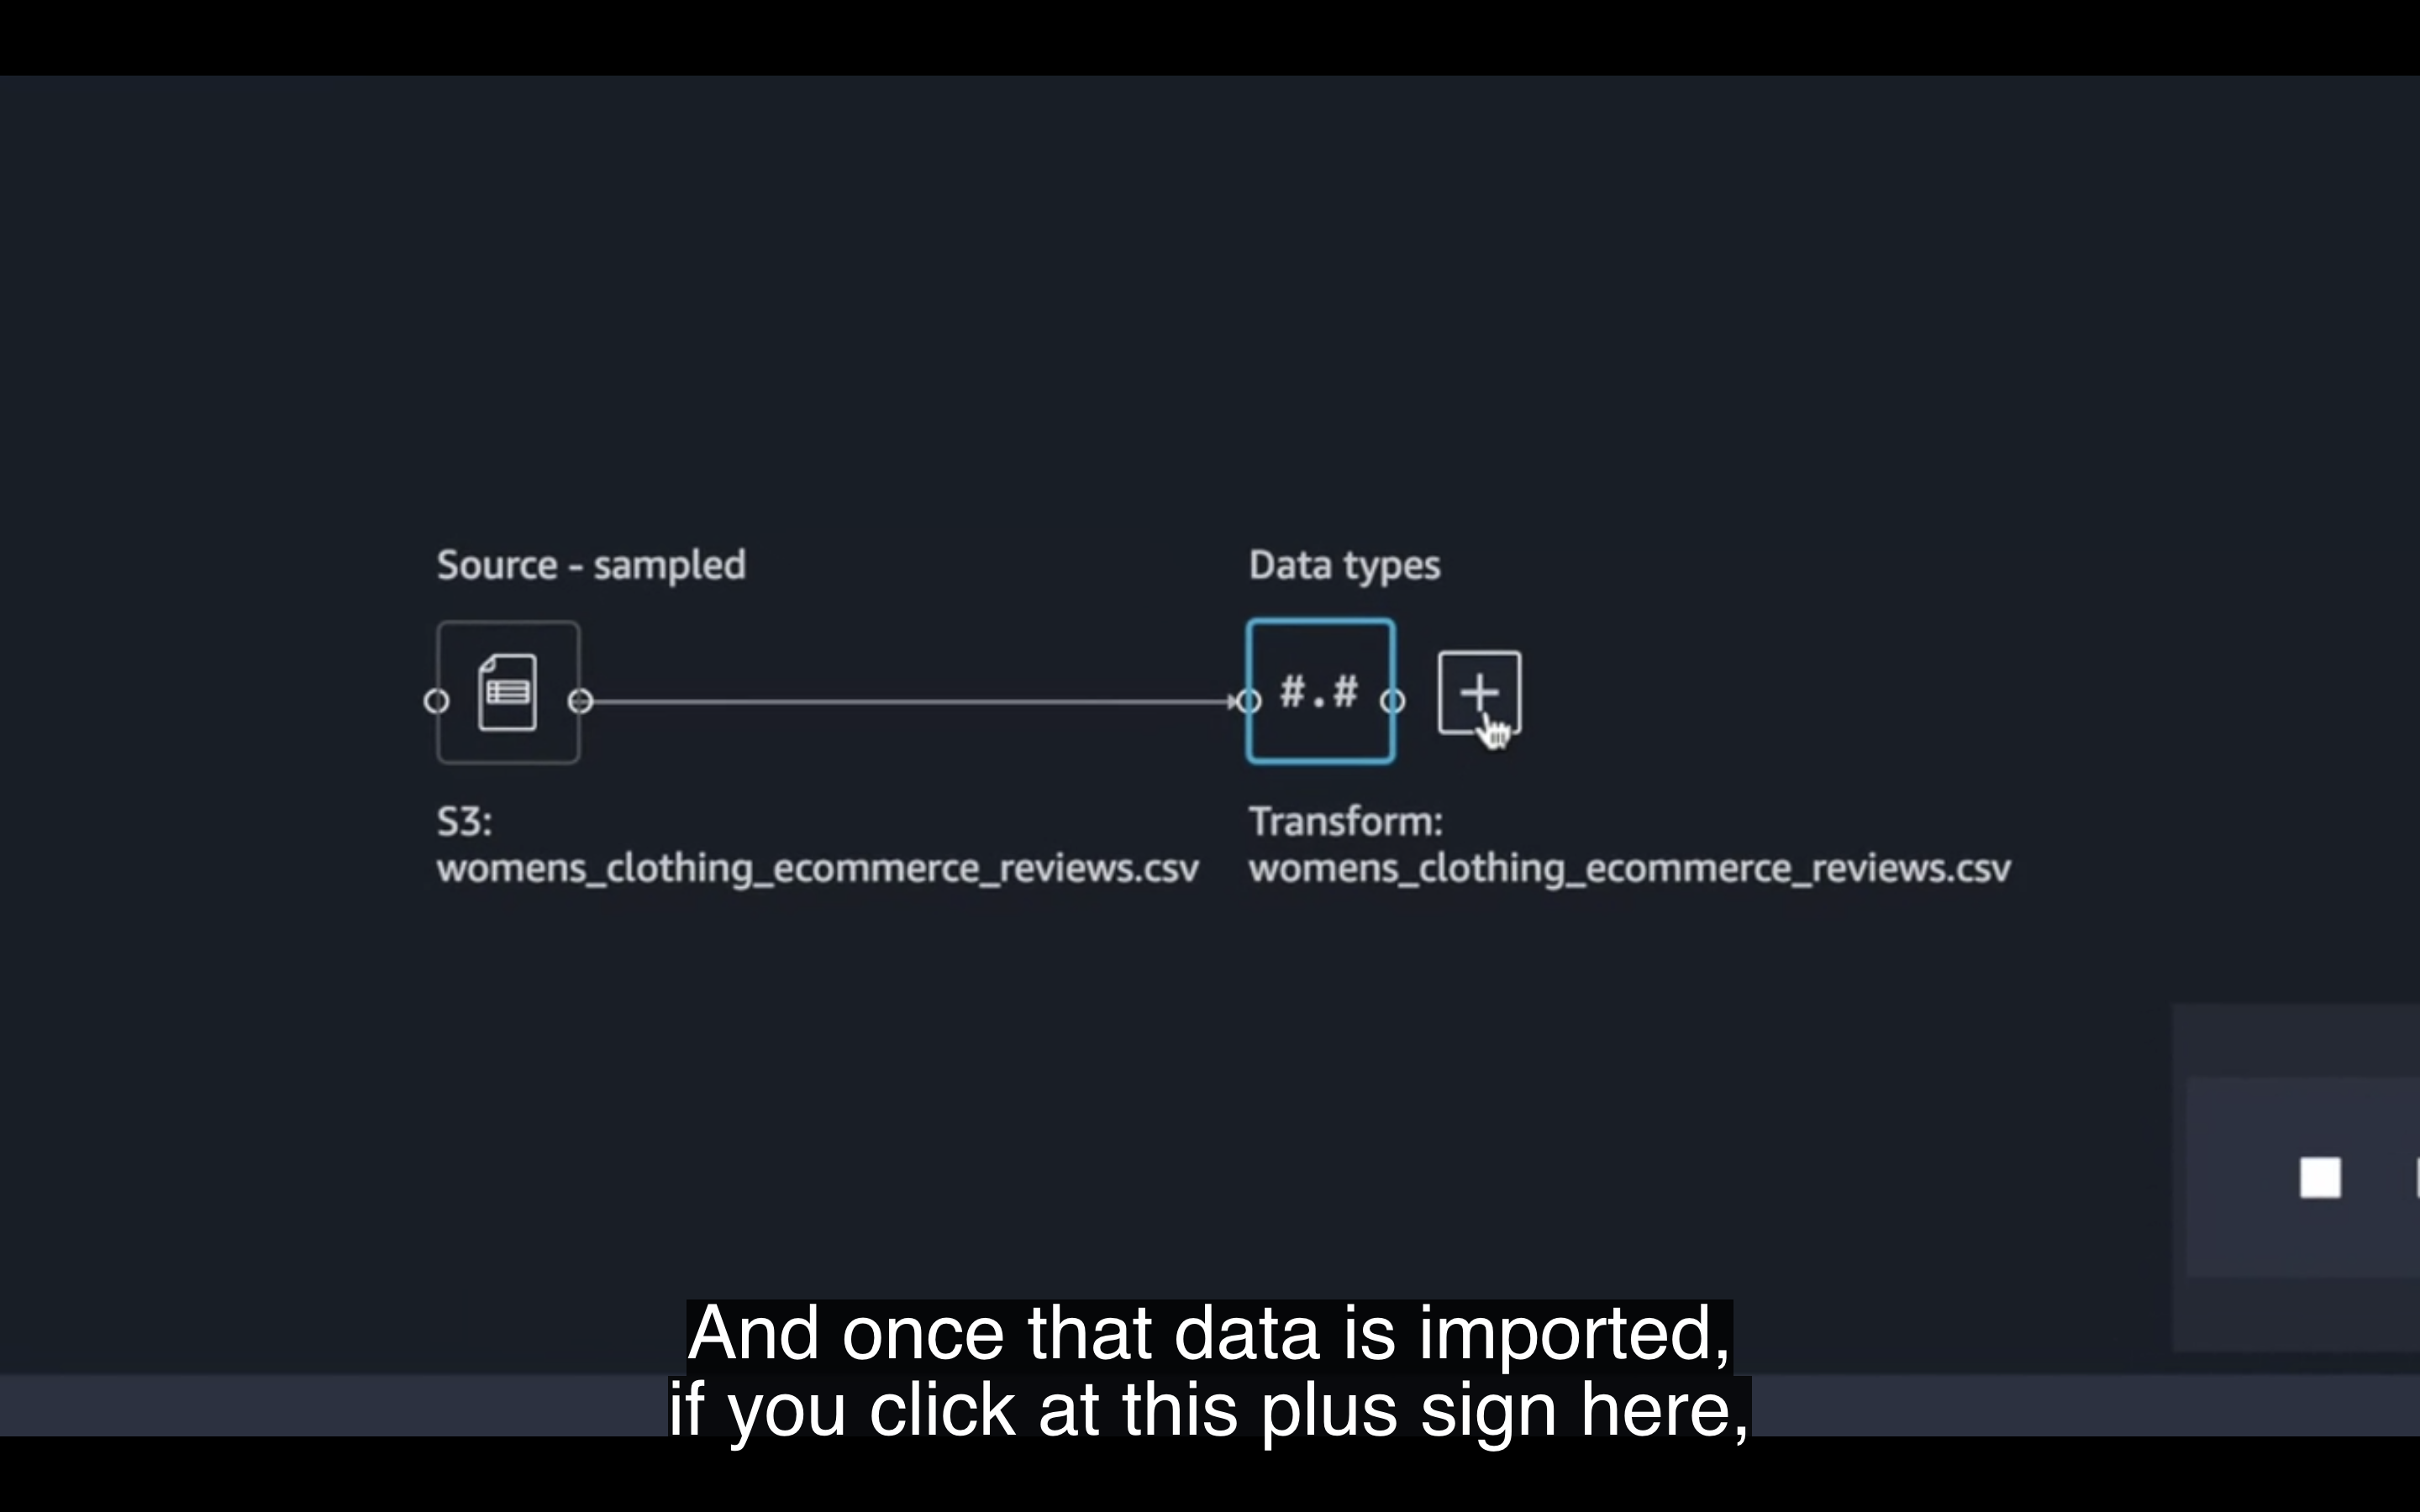 Source - sampled
Data types
#.#
S3:
womens_clothing_ecommerce_reviews.csv
Transform:
womens_clothing_ecommerce_reviews.csv
And once that data is imported,
if you click at this plus sign here,